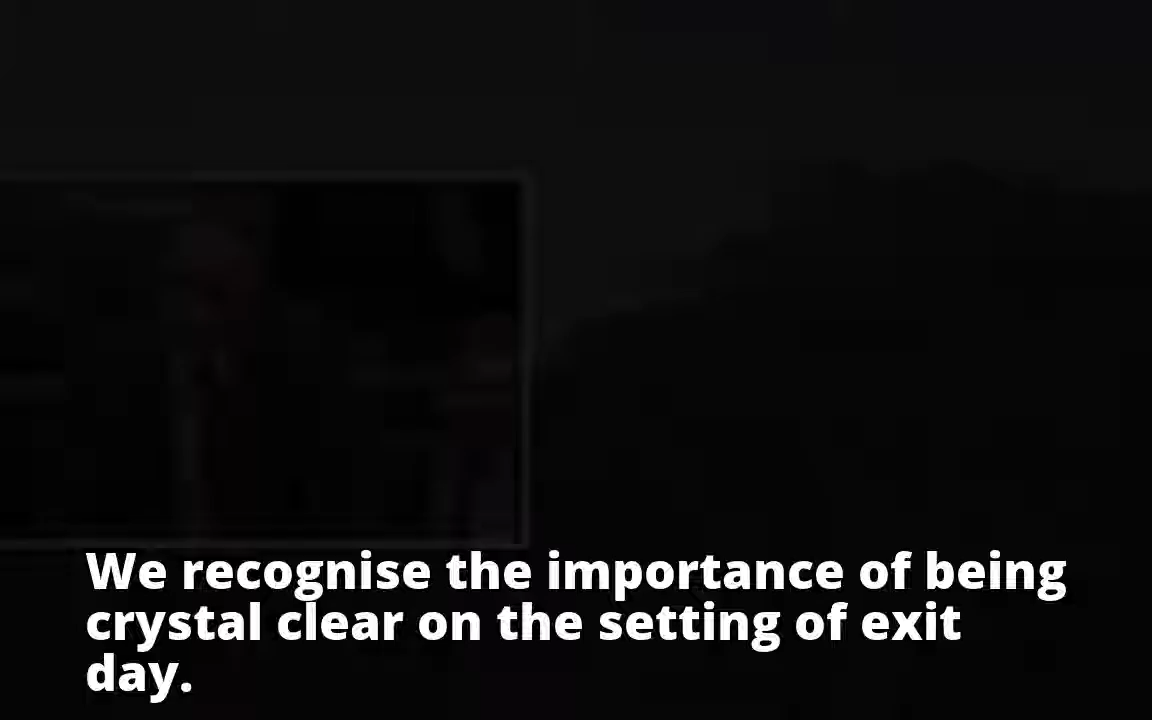 We recognise the importance of being
crystal clear on the setting of exit
day.